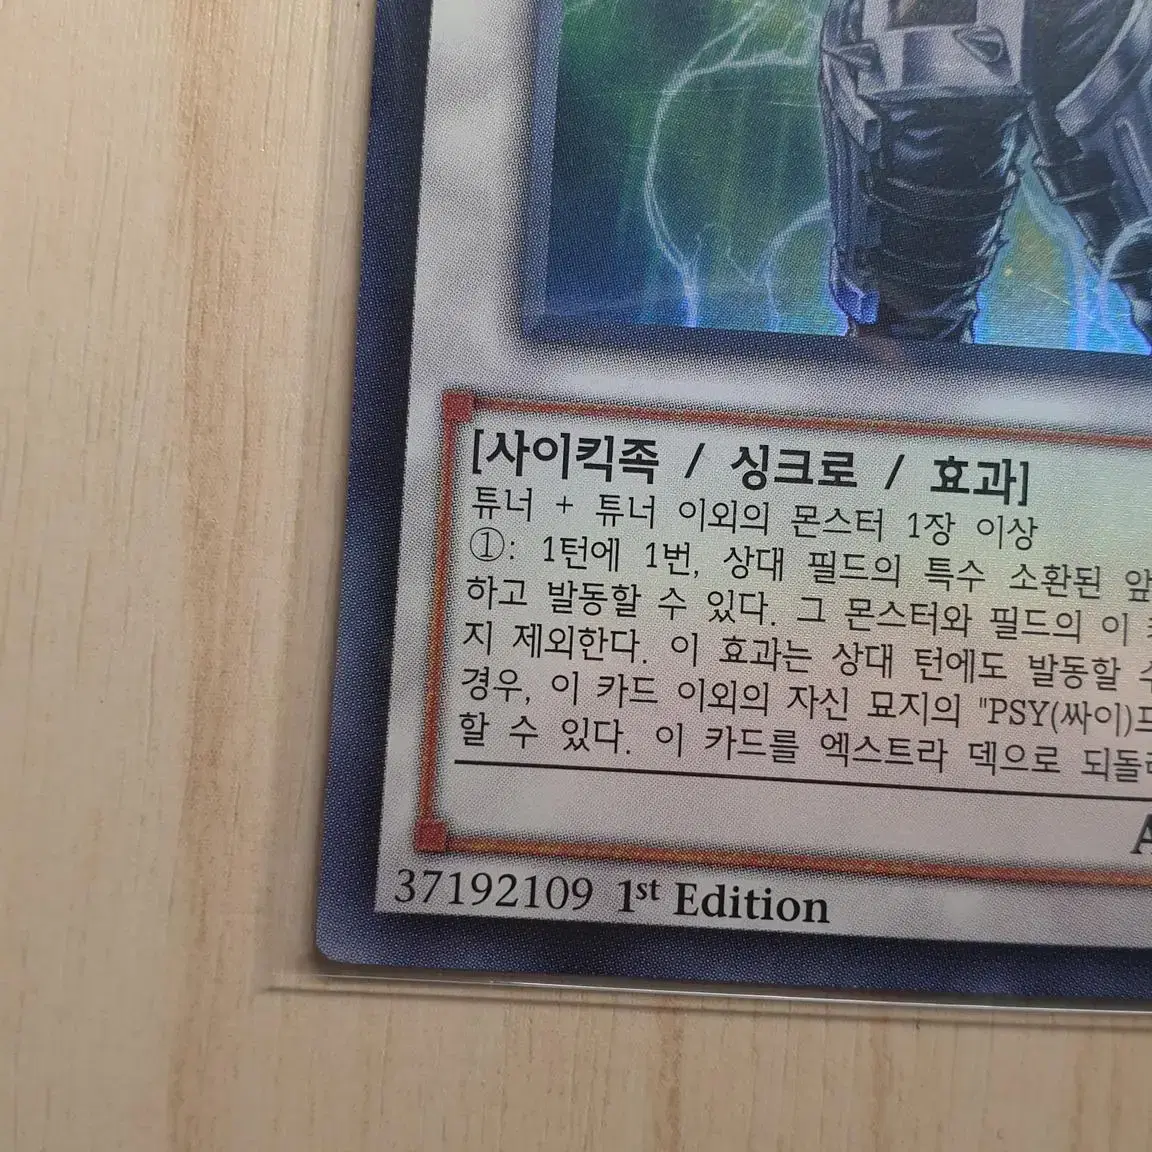 [사이킥족 / 싱크로 / 효과]
튜너 + 튜너 이외의 몬스터 1장 이상
①: 1턴에 1번, 상대 필드의 특수 소환된 앞
하고 발동할 수 있다. 그 몬스터와 필드의 이
지 제외한다. 이 효과는 상대 턴에도 발동할
경우, 이 카드 이외의 자신 묘지의 "PSY(싸이)프
할 수 있다. 이 카드를 엑스트라 덱으로 되돌
A
37192109 1st Edition